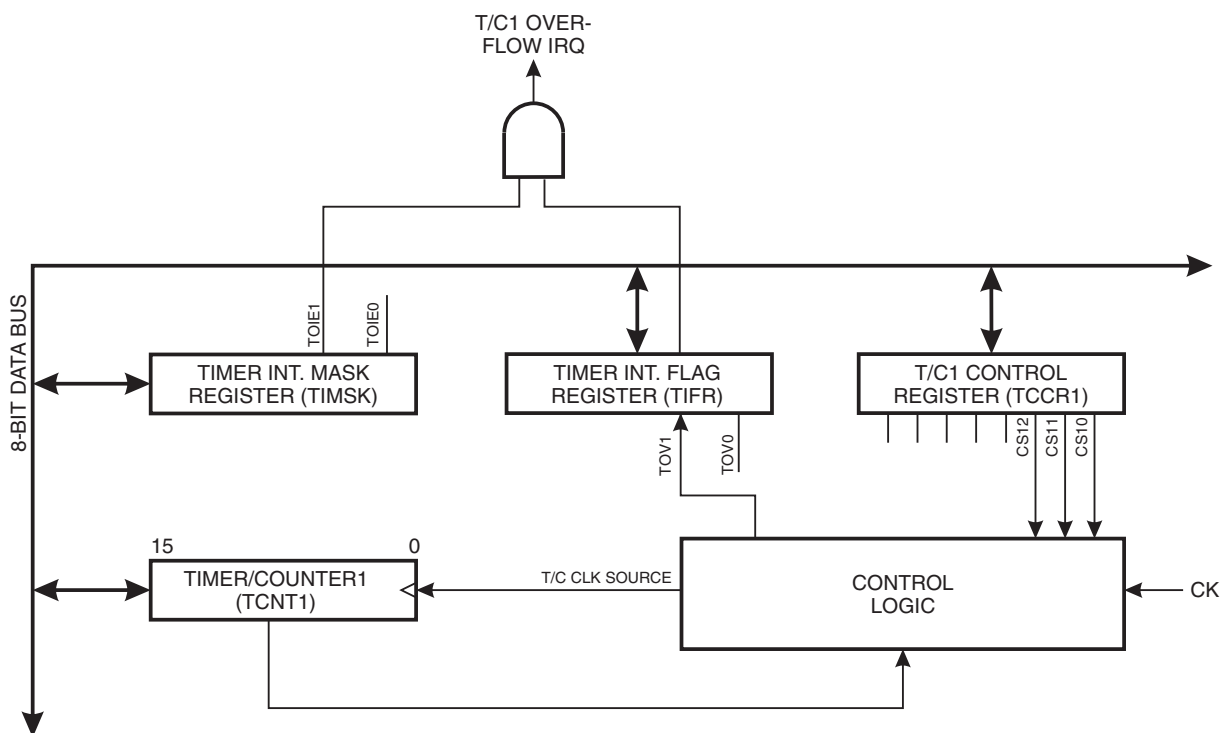 T/C1 OVER-
FLOW IRQ
8-BIT DATA BUS
TOIE1
TOIE0
TIMER INT. MASK
REGISTER (TIMSK)
TIMER INT. FLAG
REGISTER (TIFR)
T/C1 CONTROL
REGISTER (TCCR1)
TOV1
TOV0
CS12
CS11
CS10
15
0
TIMER/COUNTER1
(TCNT1)
T/C CLK SOURCE
CONTROL
LOGIC
CK